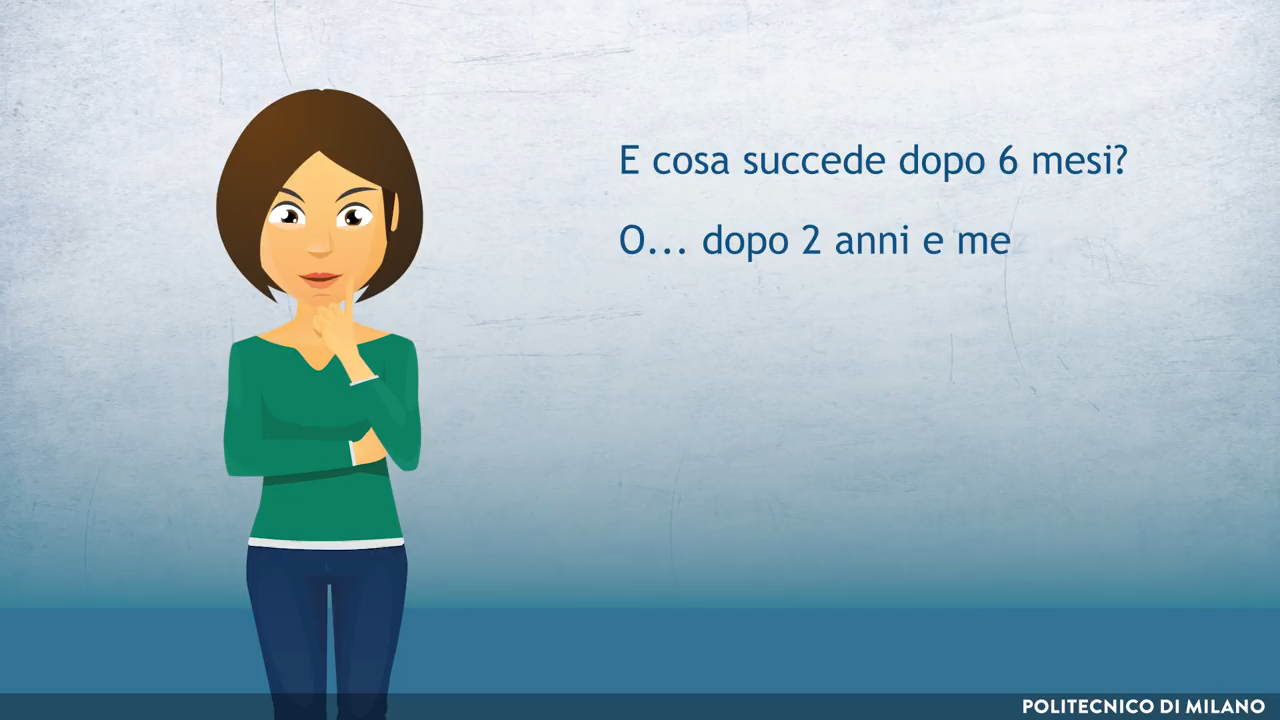 E cosa succede dopo 6 mesi?
O... dopo 2 anni e me
POLITECNICO DI MILANO